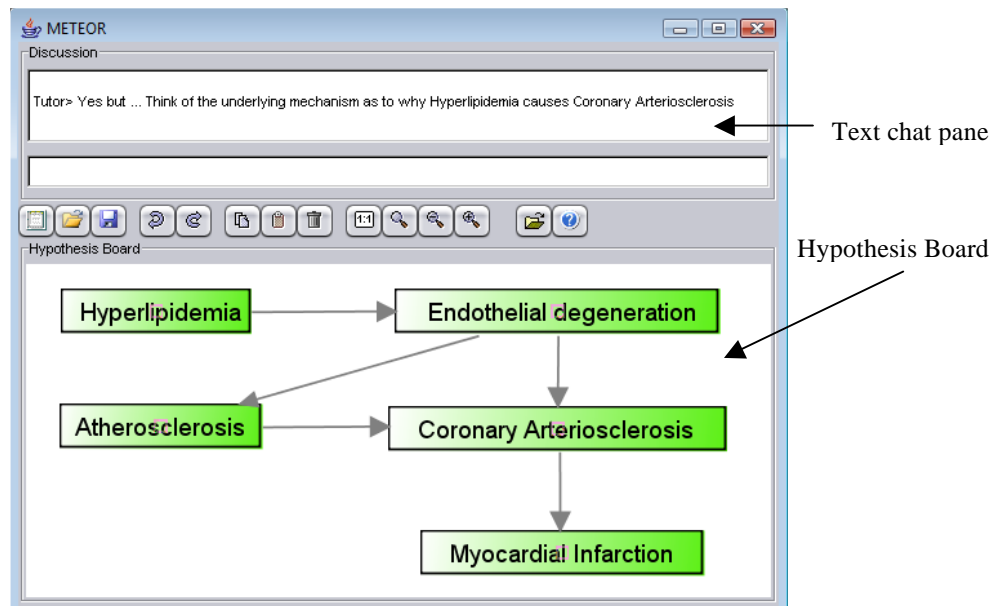 METEOR
Discussion
Tutor> Yes but ... Think of the underlying mechanism as to why Hyperlipidemia causes Coronary Arteriosclerosis
Text chat pane
1:1
Hypothesis Board
Hypothesis Board
Hyperlipidemia
Endothelial degeneration
Atherosclerosis
Coronary Arteriosclerosis
Myocardial Infarction